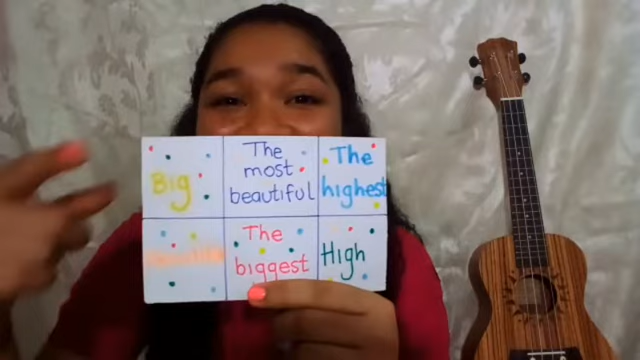 Big
The
most
beautiful
The
highest
The
biggest
High